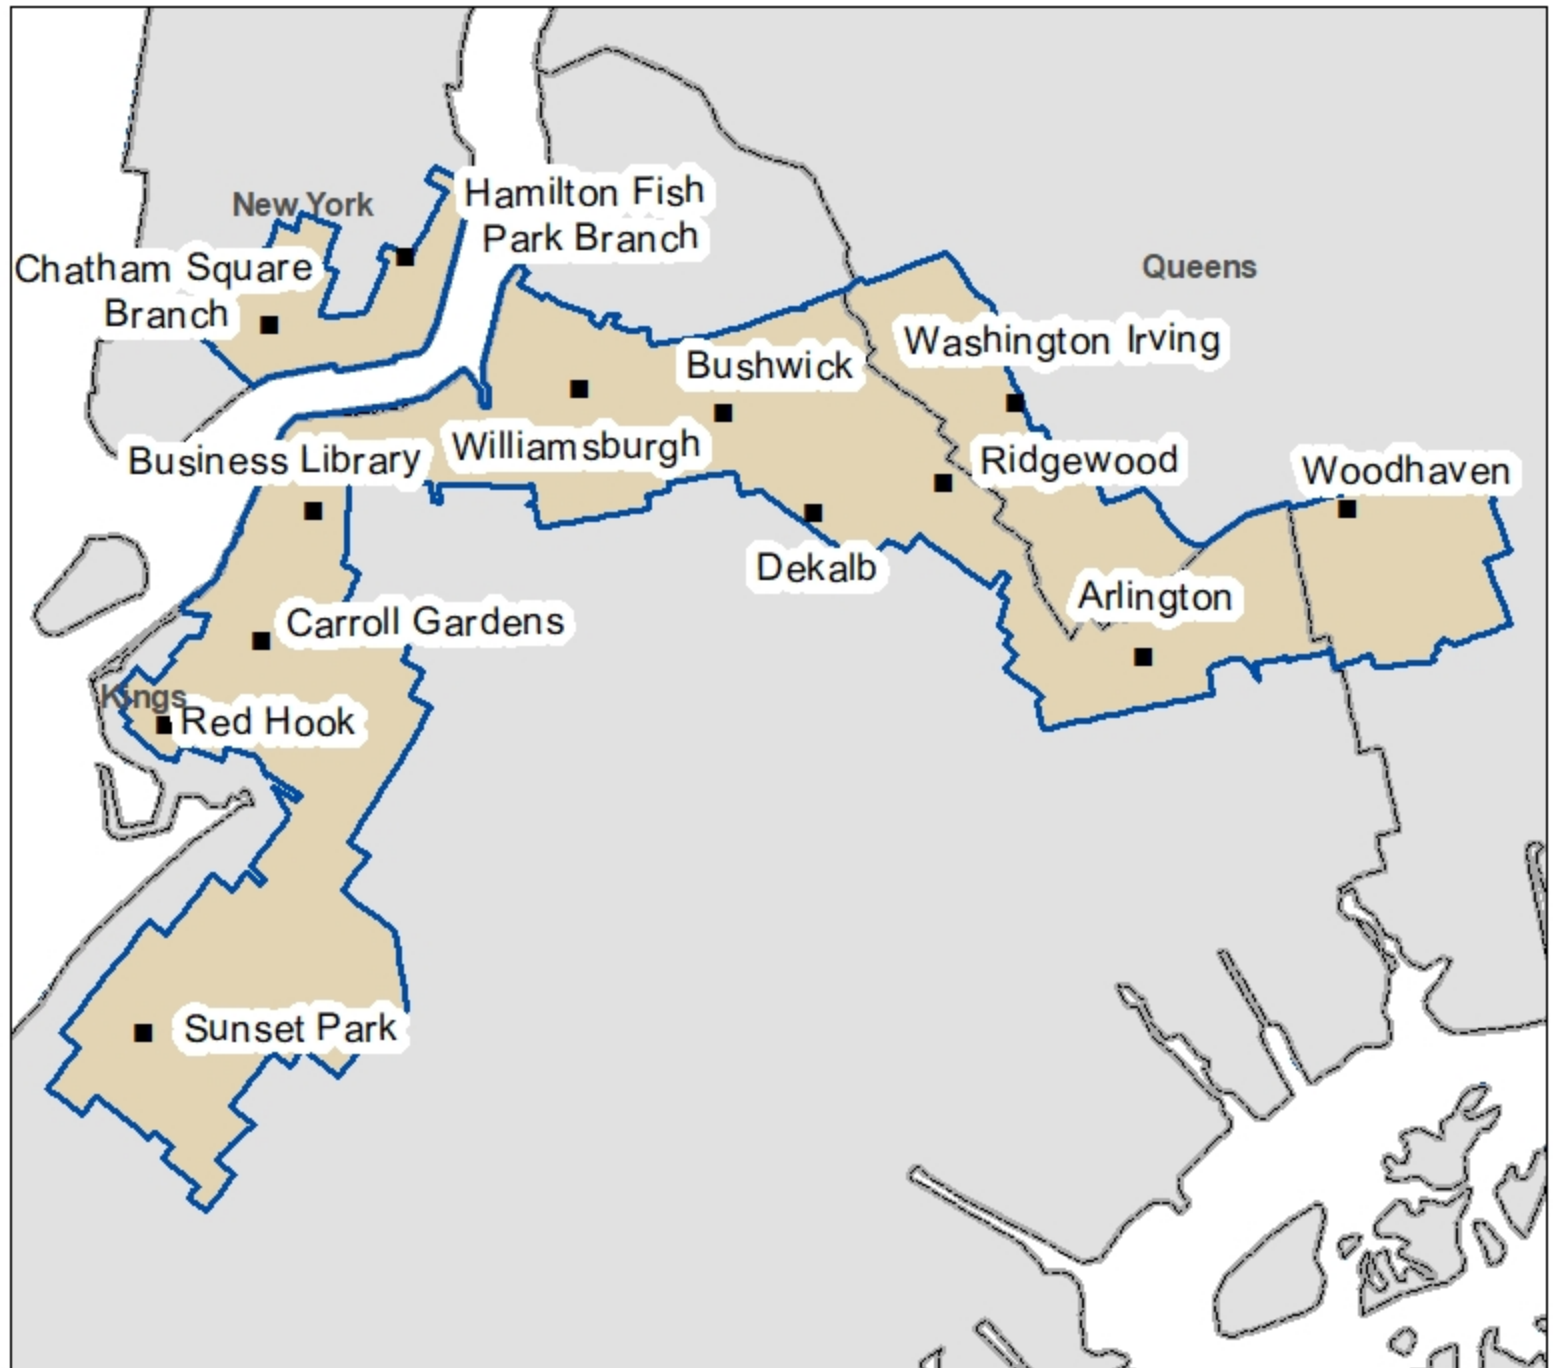 Hamilton Fish
Park Branch
New York
Chatham Square
Branch
Queens
Washington Irving
Bushwick
Williamsburgh
Business Library
Ridgewood
Woodhaven
Dekalb
Arlington
Carroll Gardens
Kings
Red Hook
Sunset Park